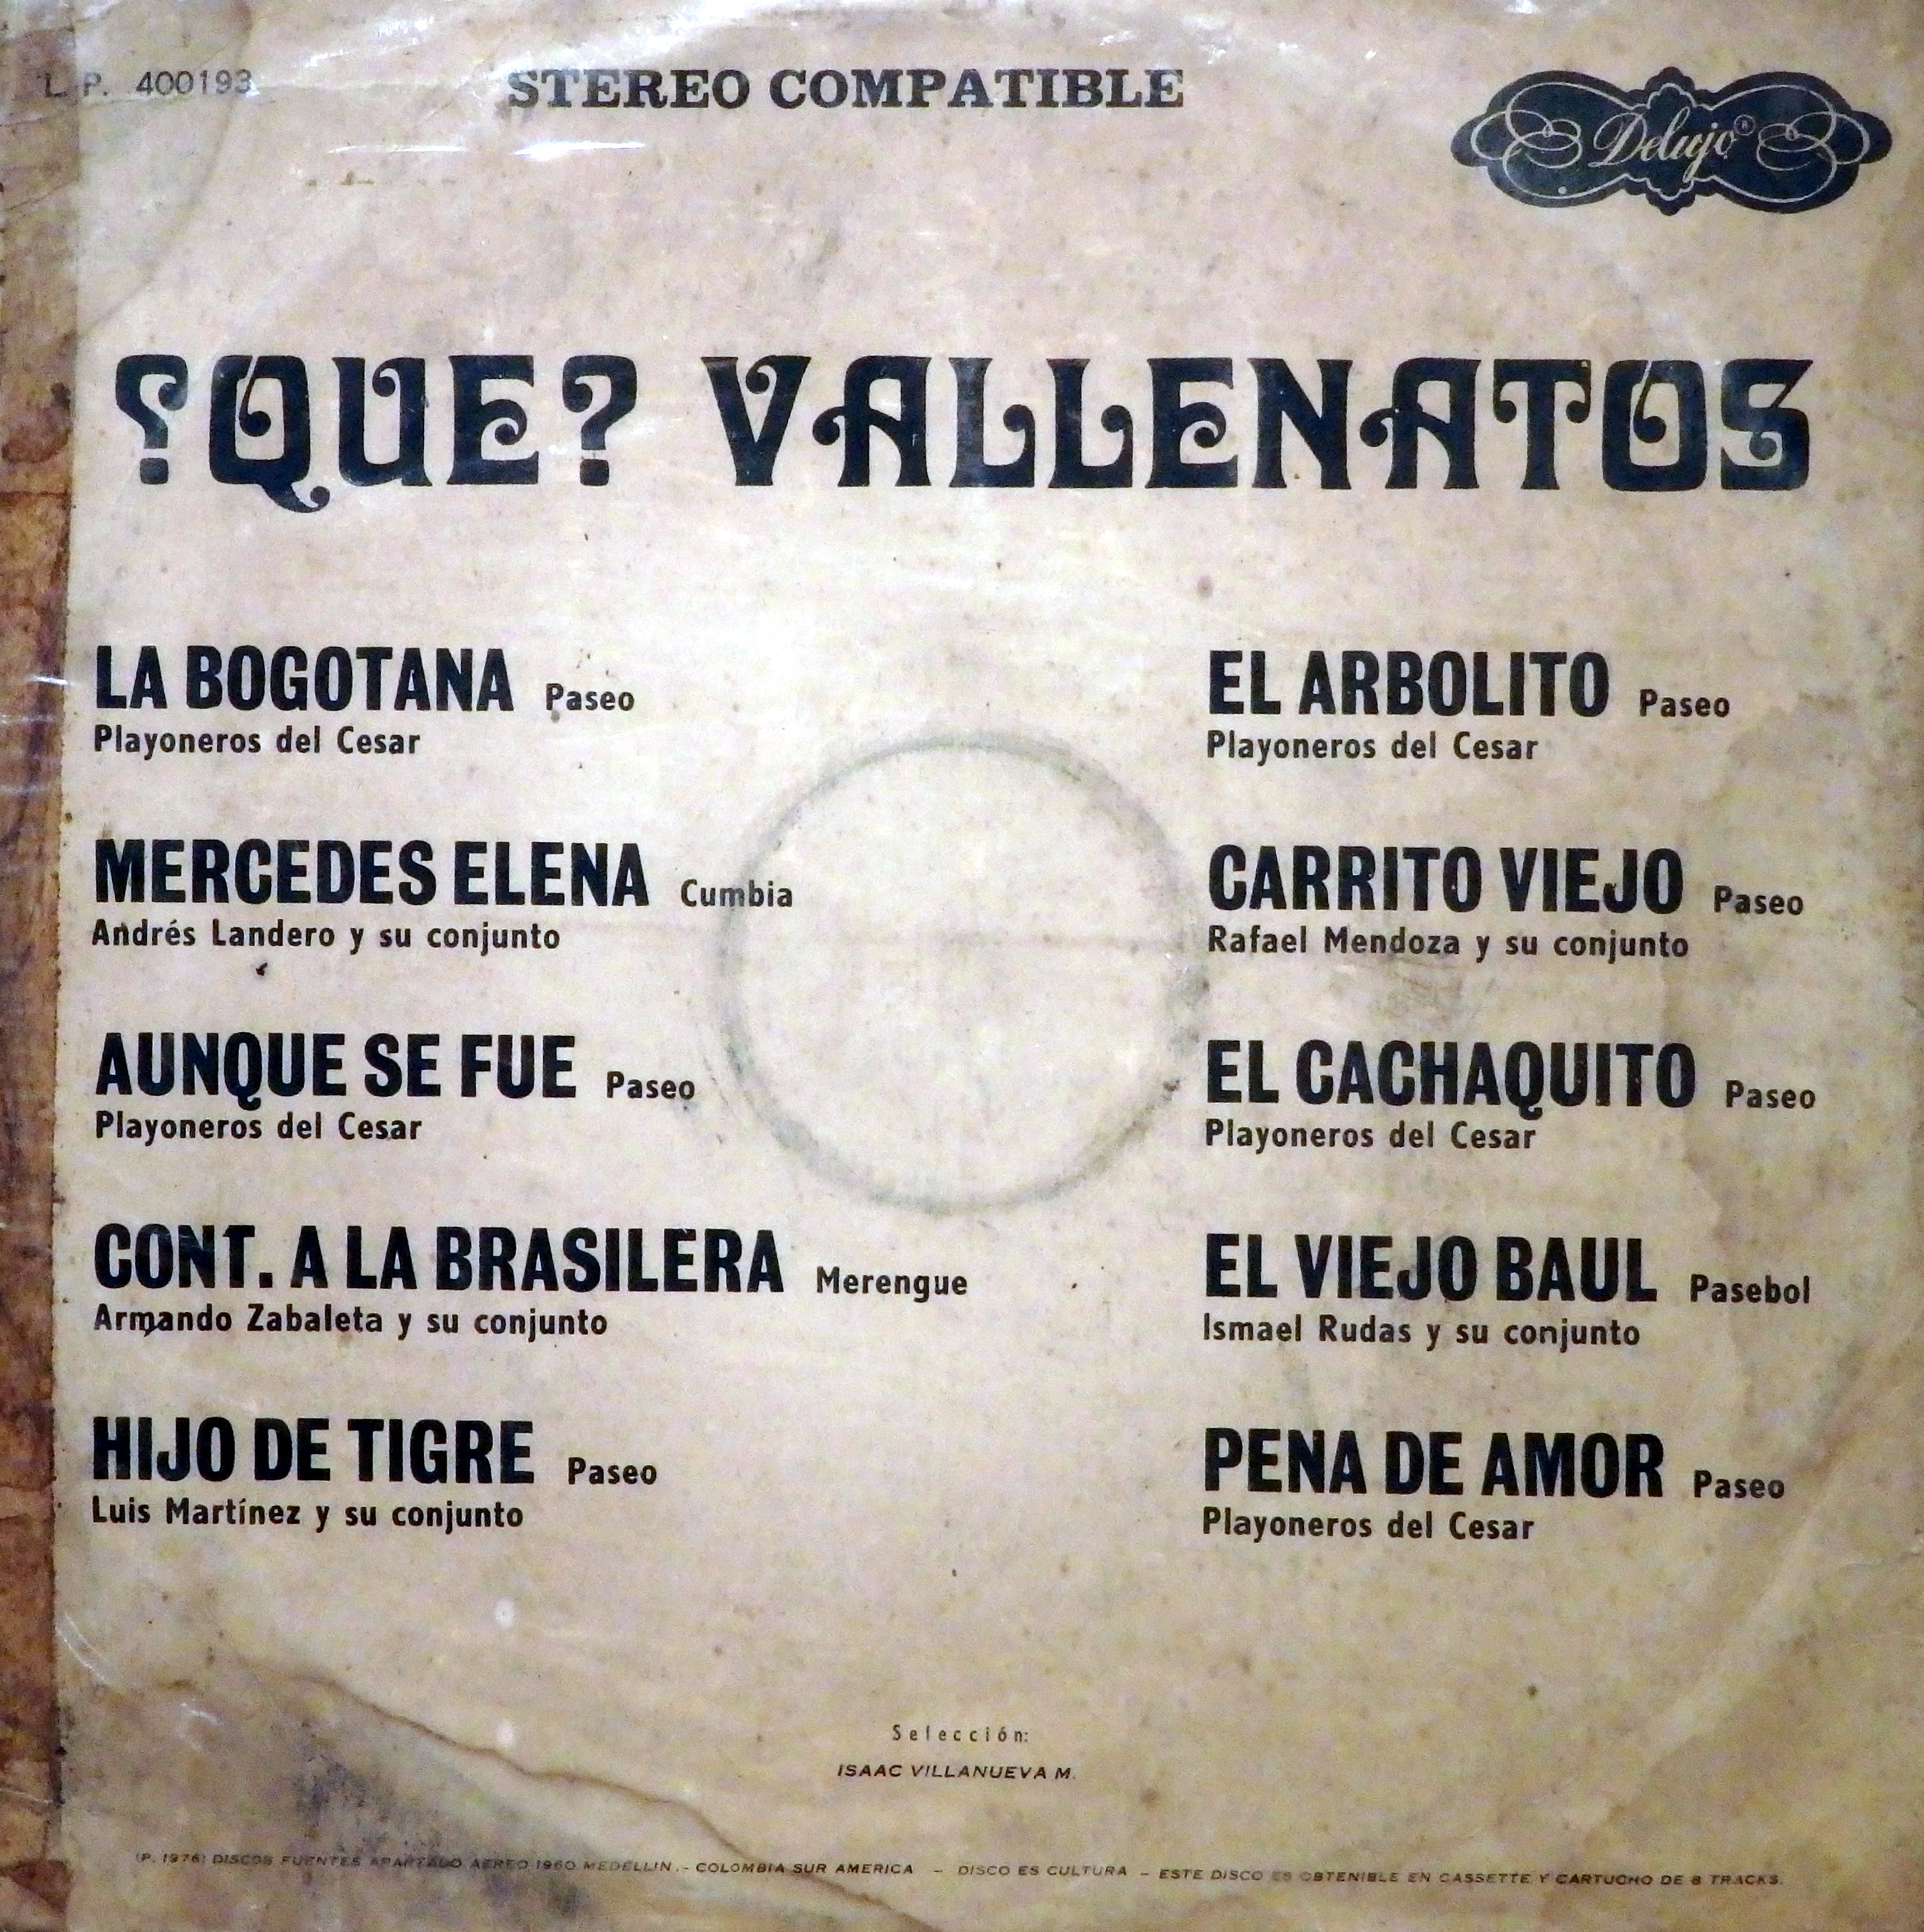 L.P. 400193
STEREO COMPATIBLE
Delujo®
?QUE? VALLENATOS
LA BOGOTANA Paseo
Playoneros del Cesar
MERCEDES ELENA Cumbia
Andrés Landero y su conjunto
AUNQUE SE FUE Paseo
Playoneros del Cesar
CONT. A LA BRASILERA Merengue
Armando Zabaleta y su conjunto
HIJO DE TIGRE Paseo
Luis Martínez y su conjunto
EL ARBOLITO Paseo
Playoneros del Cesar
CARRITO VIEJO Paseo
Rafael Mendoza y su conjunto
EL CACHAQUITO Paseo
Playoneros del Cesar
EL VIEJO BAUL Pasebol
Ismael Rudas y su conjunto
PENA DE AMOR Paseo
Playoneros del Cesar
Selección:
ISAAC VILLANUEVA M.
(P. 1976) DISCOS FUENTES APARTADO AEREO 1960 MEDELLIN.- COLOMBIA SUR AMERICA – DISCO ES CULTURA – ESTE DISCO ES OBTENIBLE EN CASSETTE Y CARTUCHO DE 8 TRACKS.